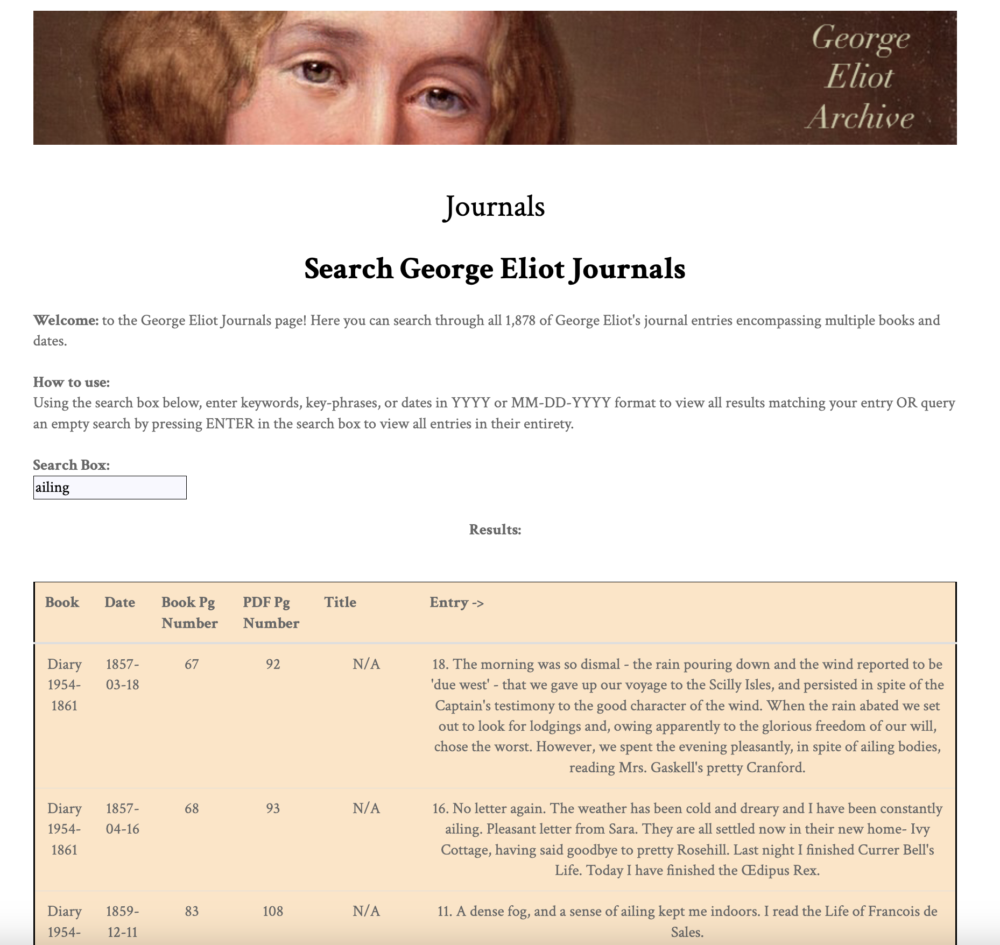 George
Eliot
Archive
Journals
Search George Eliot Journals
Welcome: to the George Eliot Journals page! Here you can search through all 1,878 of George Eliot's journal entries encompassing multiple books and
dates.
How to use:
Using the search box below, enter keywords, key-phrases, or dates in YYYY or MM-DD-YYYY format to view all results matching your entry OR query
an empty search by pressing ENTER in the search box to view all entries in their entirety.
Search Box:
ailing
Results:
Book Date Book Pg Number PDF Pg Number Title Entry ->
Diary 1954-1861 1857-03-18 67 92 N/A 18. The morning was so dismal - the rain pouring down and the wind reported to be
'due west' - that we gave up our voyage to the Scilly Isles, and persisted in spite of the
Captain's testimony to the good character of the wind. When the rain abated we set
out to look for lodgings and, owing apparently to the glorious freedom of our will,
chose the worst. However, we spent the evening pleasantly, in spite of ailing bodies,
reading Mrs. Gaskell's pretty Cranford.
Diary 1954-1861 1857-04-16 68 93 N/A 16. No letter again. The weather has been cold and dreary and I have been constantly
ailing. Pleasant letter from Sara. They are all settled now in their new home- Ivy
Cottage, having said goodbye to pretty Rosehill. Last night I finished Currer Bell's
Life. Today I have finished the Œdipus Rex.
Diary 1954- 1859-12-11 83 108 N/A 11. A dense fog, and a sense of ailing kept me indoors. I read the Life of Francois de
Sales.